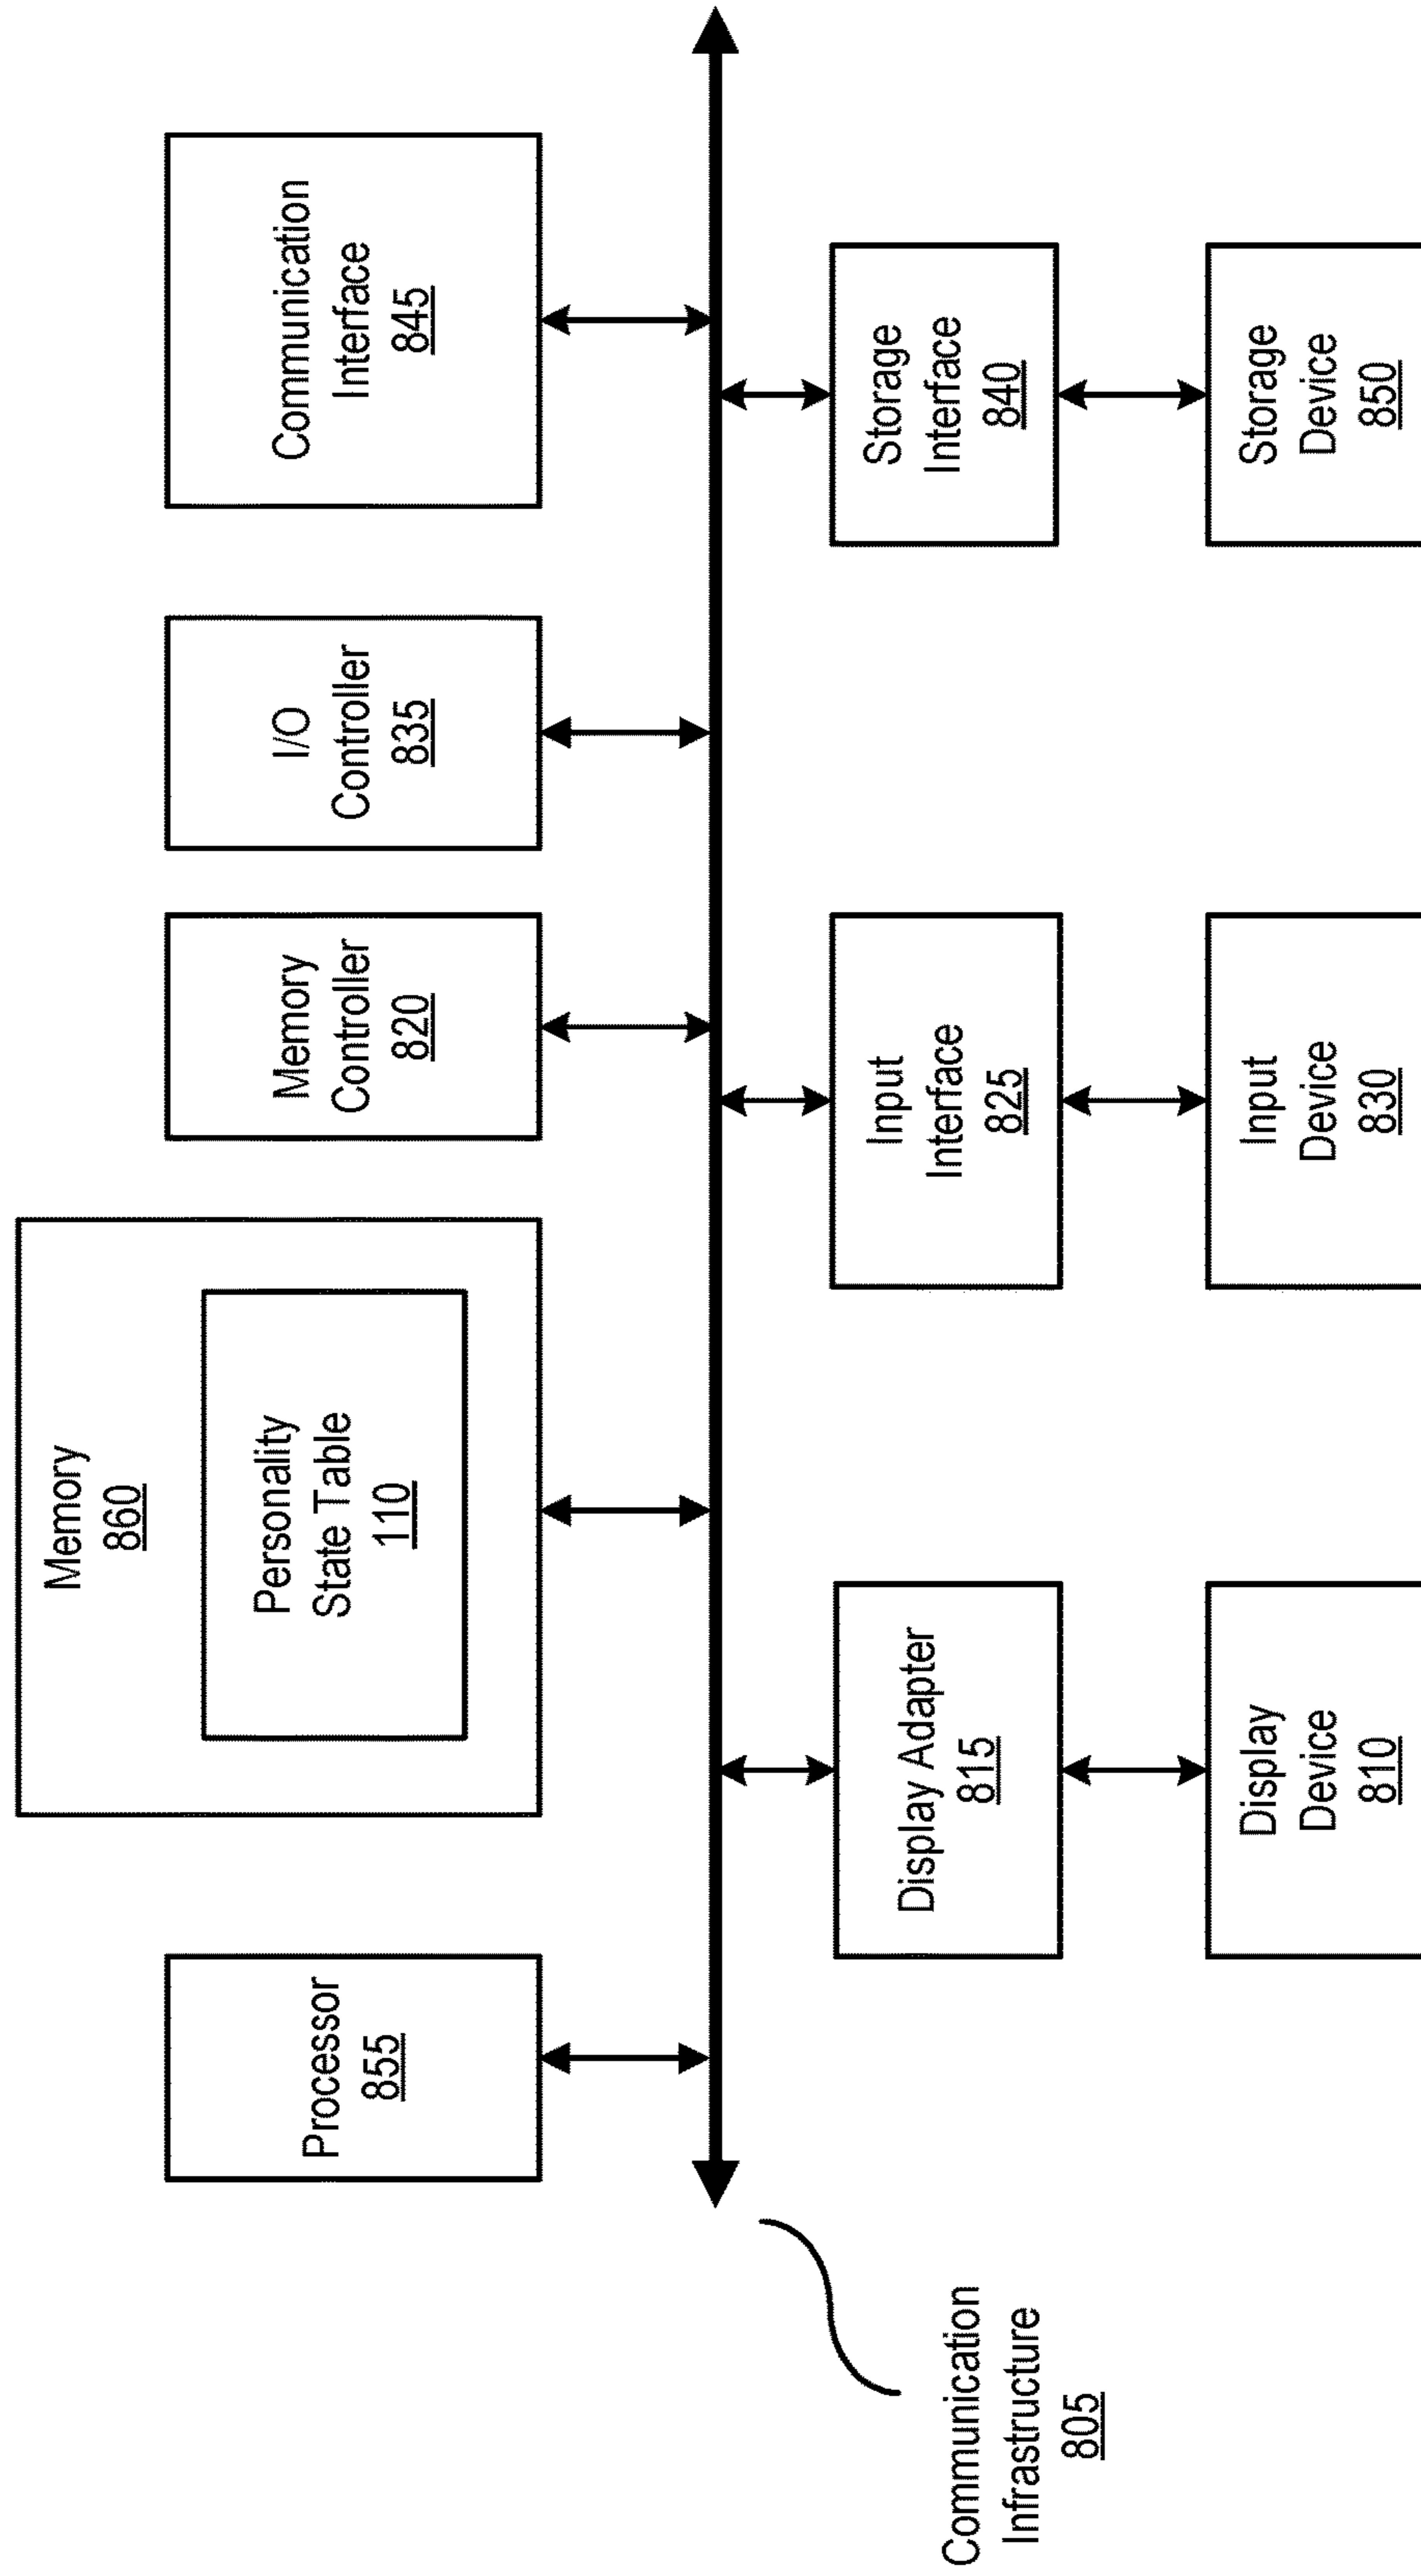 Processor
855
Memory
860
Personality
State Table
110
Memory
Controller
820
I/O
Controller
835
Communication
Interface
845
Communication
Infrastructure
805
Display Adapter
815
Input
Interface
825
Storage
Interface
840
Display
Device
810
Input
Device
830
Storage
Device
850